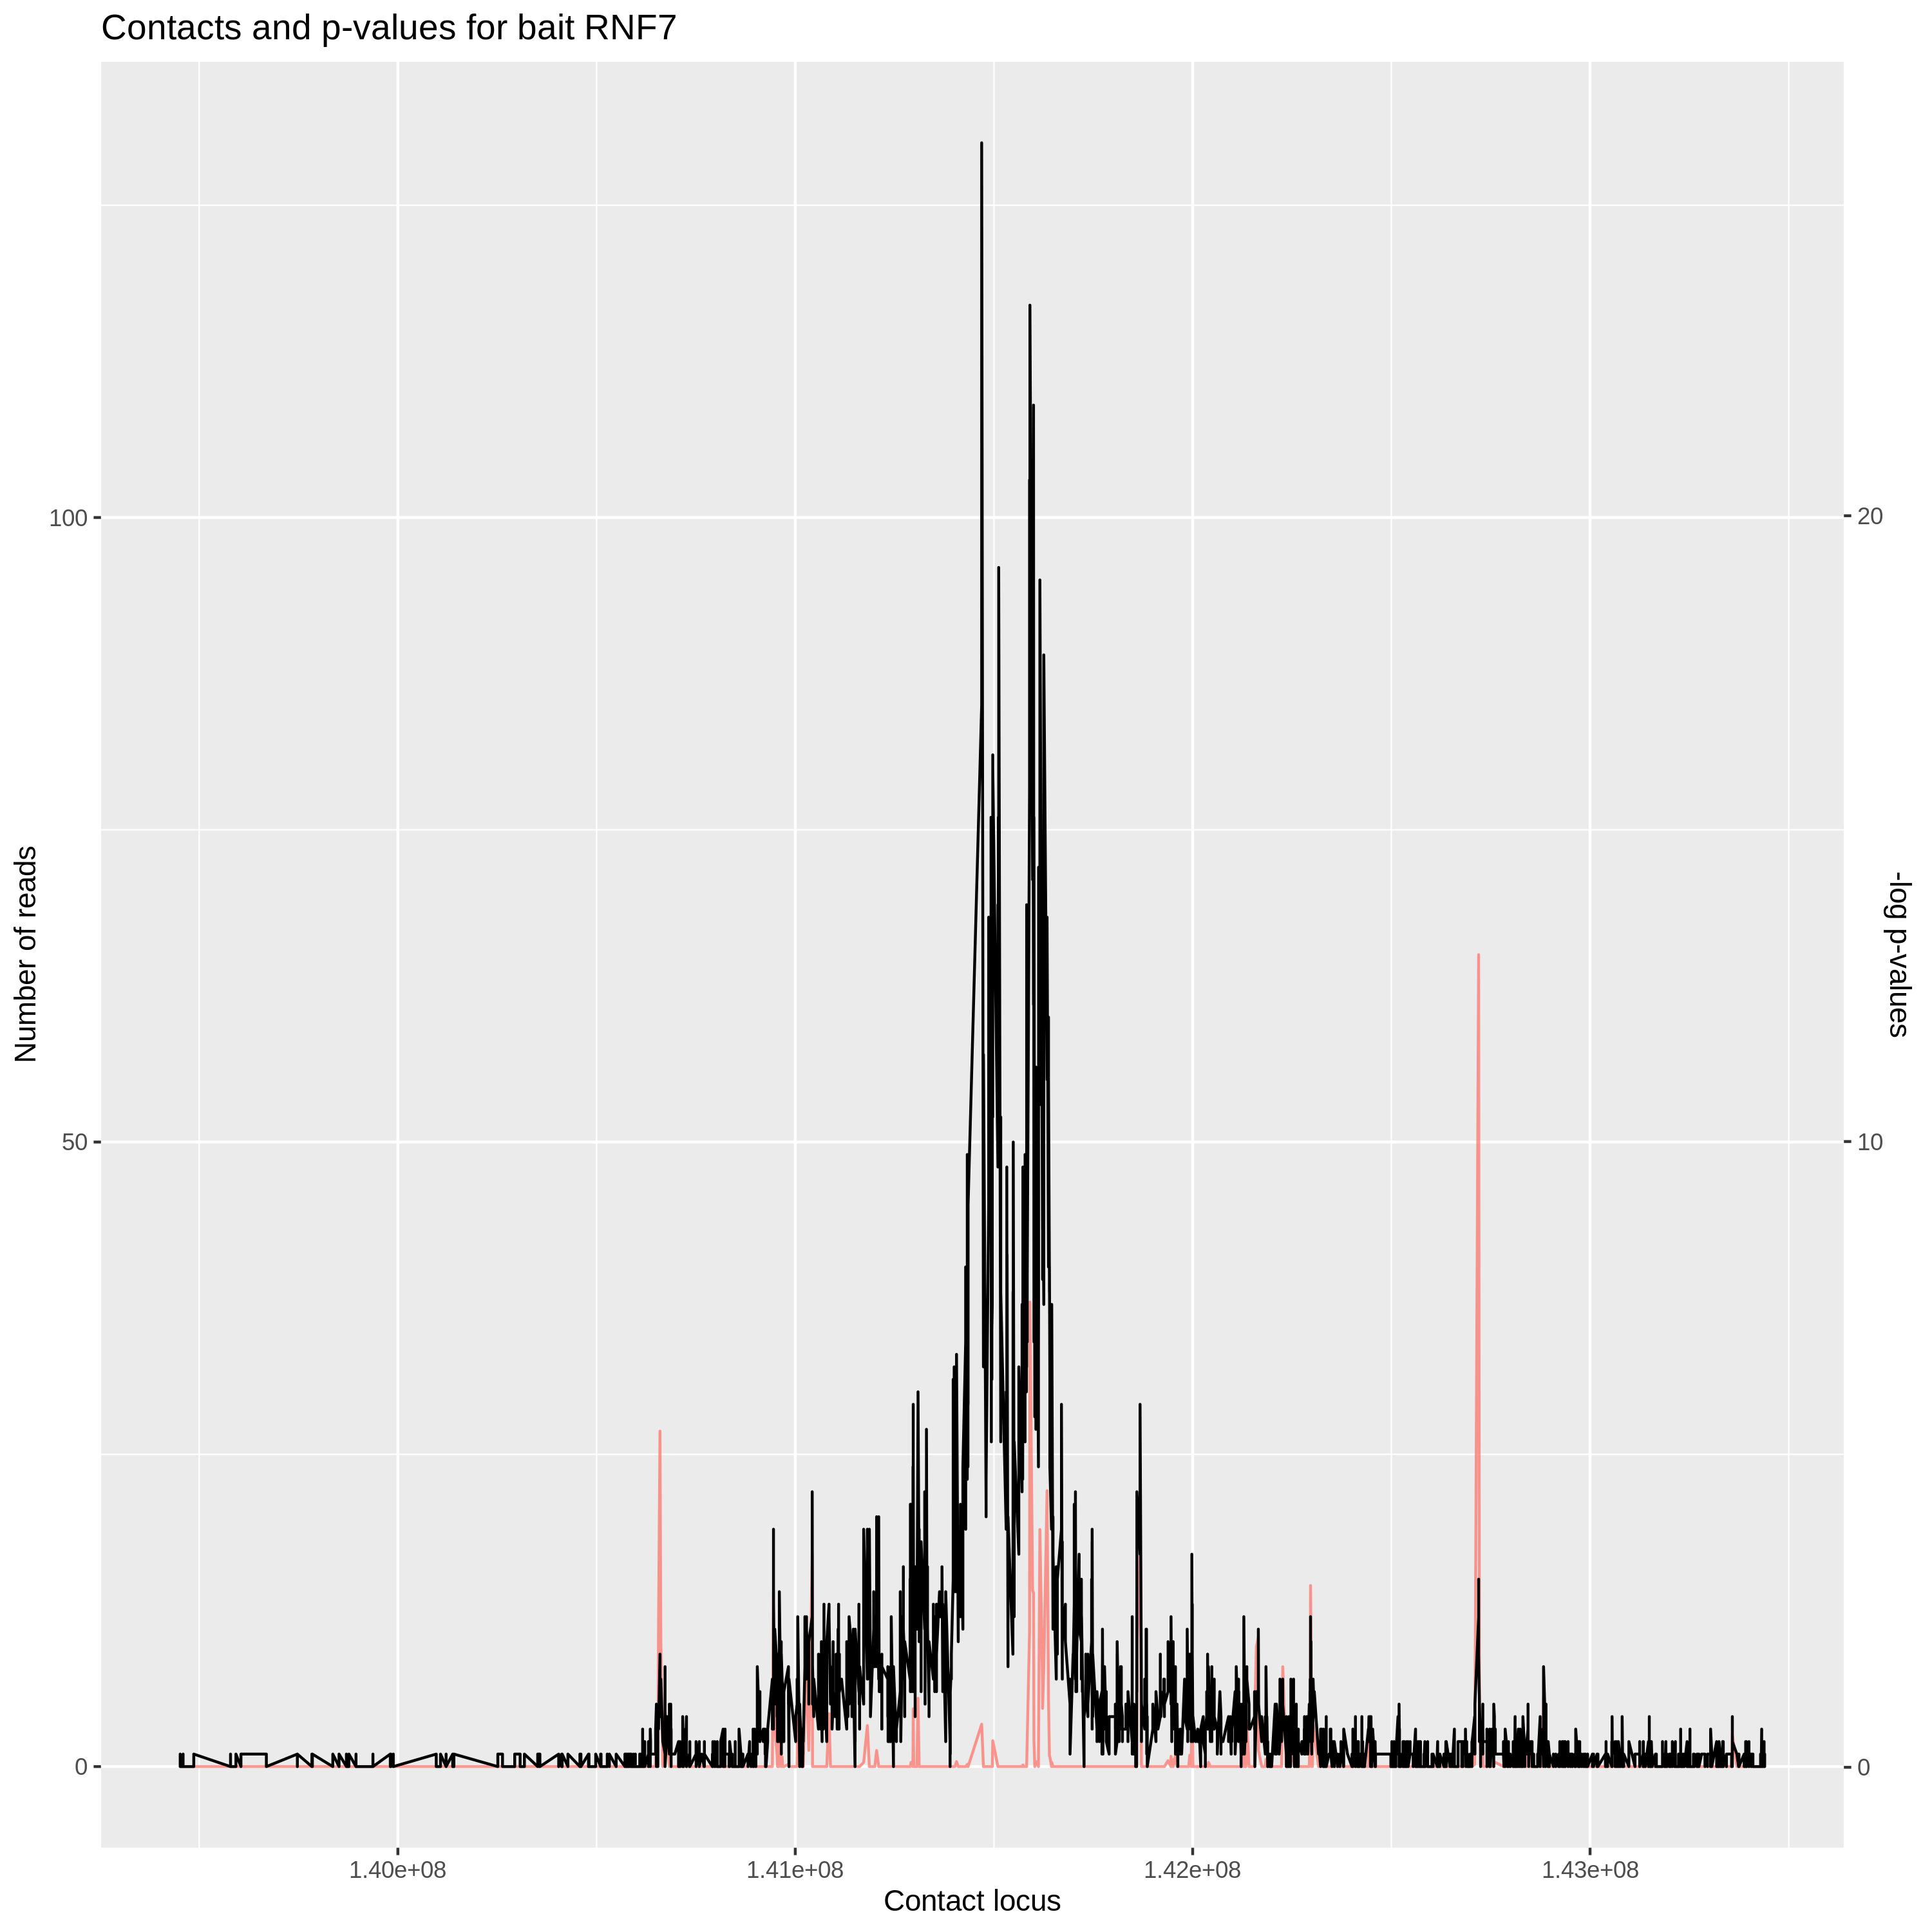 Contacts and p-values for bait RNF7
Number of reads
100
50
0
20
10
0
-log p-values
1.40e+08
1.41e+08
1.42e+08
1.43e+08
Contact locus